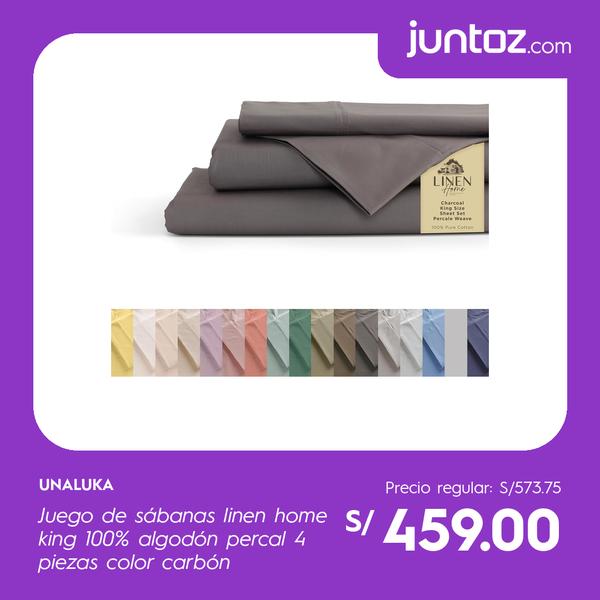 juntoz.com
LINEN
Home
Charcoal
King Size
Sheet Set
Percale Weave
100% Pure Cotton
UNALUKA
Juego de sábanas linen home
king 100% algodón percal 4
piezas color carbón
Precio regular: S/573.75
S/ 459.00